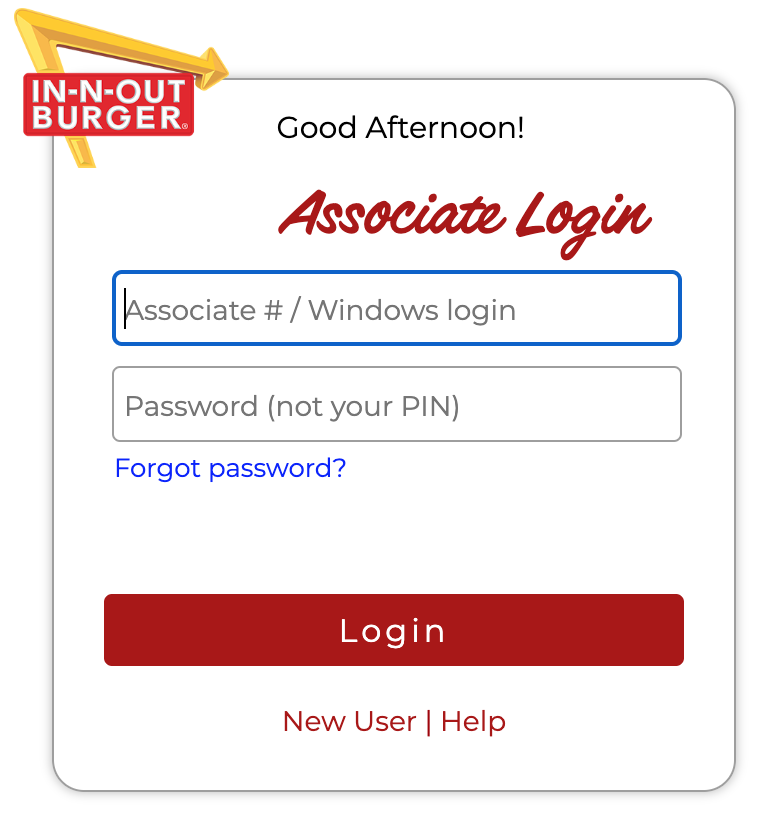 IN-N-OUT
BURGER®
Good Afternoon!
Associate Login
Associate # / Windows login
Password (not your PIN)
Forgot password?
Login
New User | Help